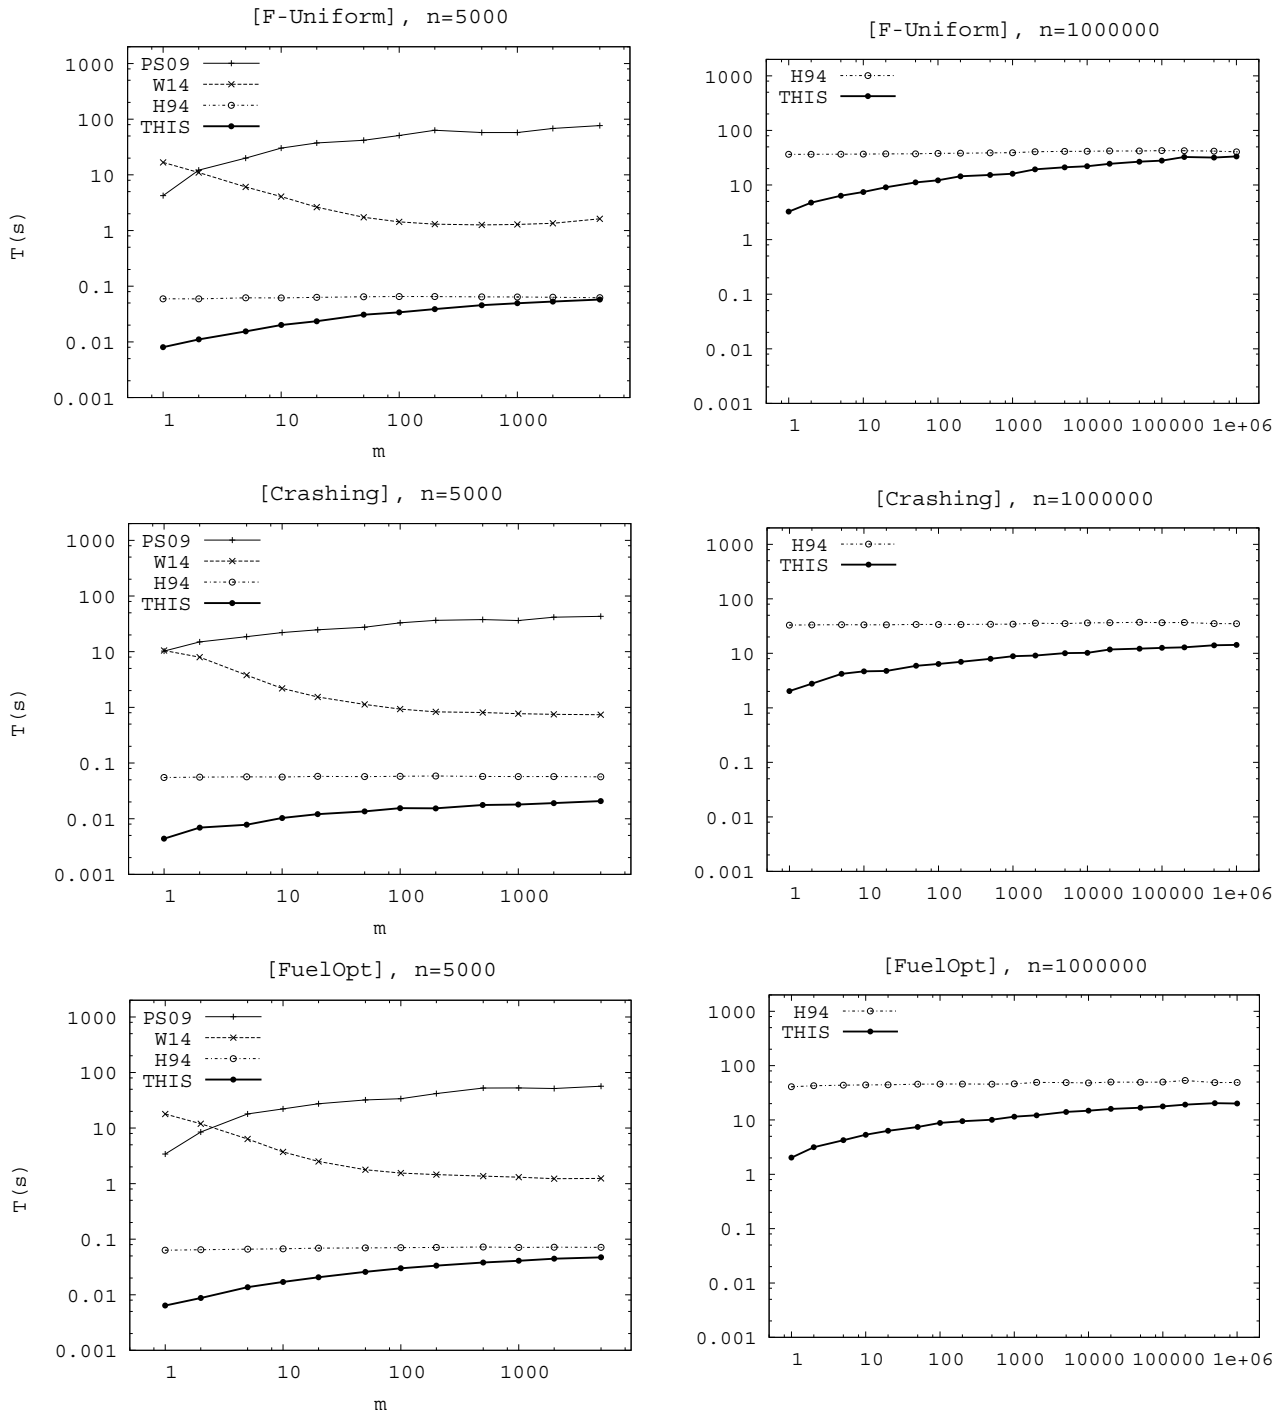 [F-Uniform], n=5000
PS09
W14
H94
THIS
1000
100
10
1
0.1
0.01
0.001
T(s)
1 10 100 1000
m
[F-Uniform], n=1000000
H94
THIS
1000
100
10
1
0.1
0.01
0.001
1 10 100 1000 10000 100000 1e+06
[Crashing], n=5000
PS09
W14
H94
THIS
1000
100
10
1
0.1
0.01
0.001
T(s)
1 10 100 1000
m
[Crashing], n=1000000
H94
THIS
1000
100
10
1
0.1
0.01
0.001
1 10 100 1000 10000 100000 1e+06
[FuelOpt], n=5000
PS09
W14
H94
THIS
1000
100
10
1
0.1
0.01
0.001
T(s)
1 10 100 1000
m
[FuelOpt], n=1000000
H94
THIS
1000
100
10
1
0.1
0.01
0.001
1 10 100 1000 10000 100000 1e+06